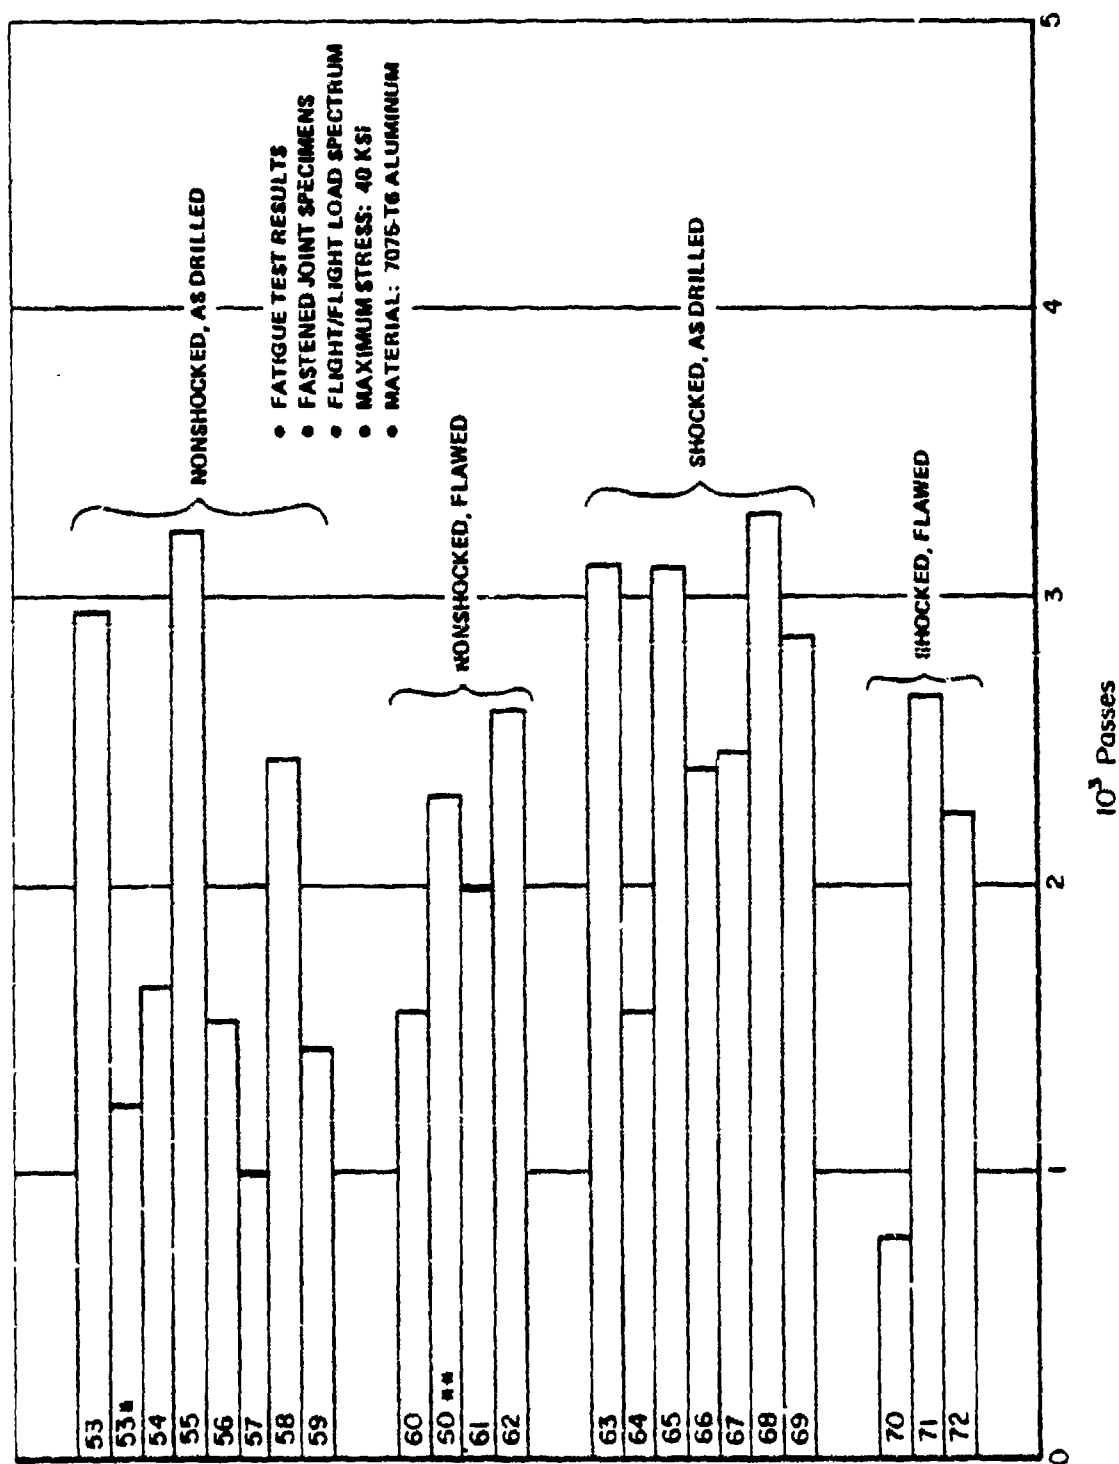 53
53*
54
55
56
57
58
59
NONSHOCKED, AS DRILLED
• FATIGUE TEST RESULTS
• FASTENED JOINT SPECIMENS
• FLIGHT/FLIGHT LOAD SPECTRUM
• MAXIMUM STRESS: 40 KSI
• MATERIAL: 7075-T6 ALUMINUM
60
50 **
61
62
NONSHOCKED, FLAWED
63
64
65
66
67
68
69
SHOCKED, AS DRILLED
70
71
72
SHOCKED, FLAWED
0
1
2
3
4
5
10³ Passes